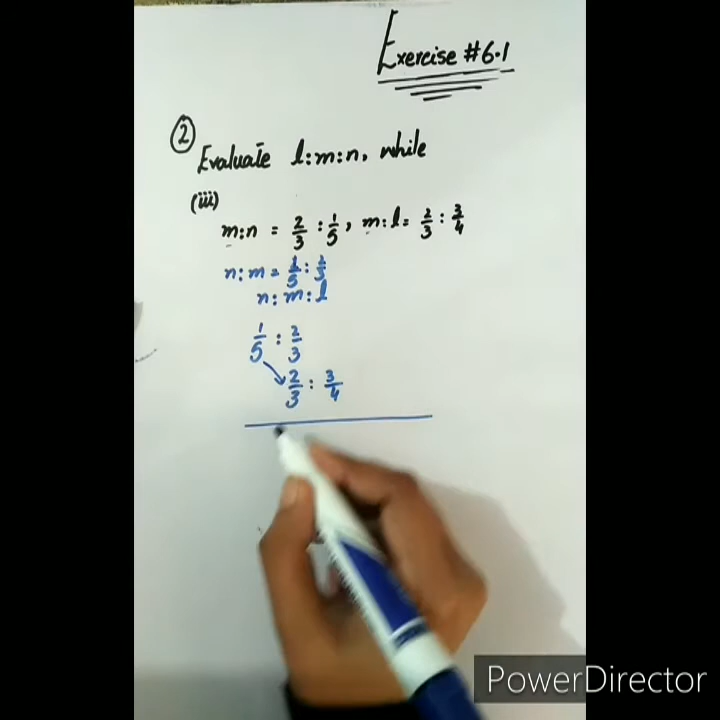 Exercise #6.1
② Evaluate l:m:n, while
(iii)
m:n = 2/3 : 1/5, m:l = 2/3 : 3/4
n:m = 1/5 : 2/3
n:m:l
1/5 : 2/3
2/3 : 3/4
PowerDirector